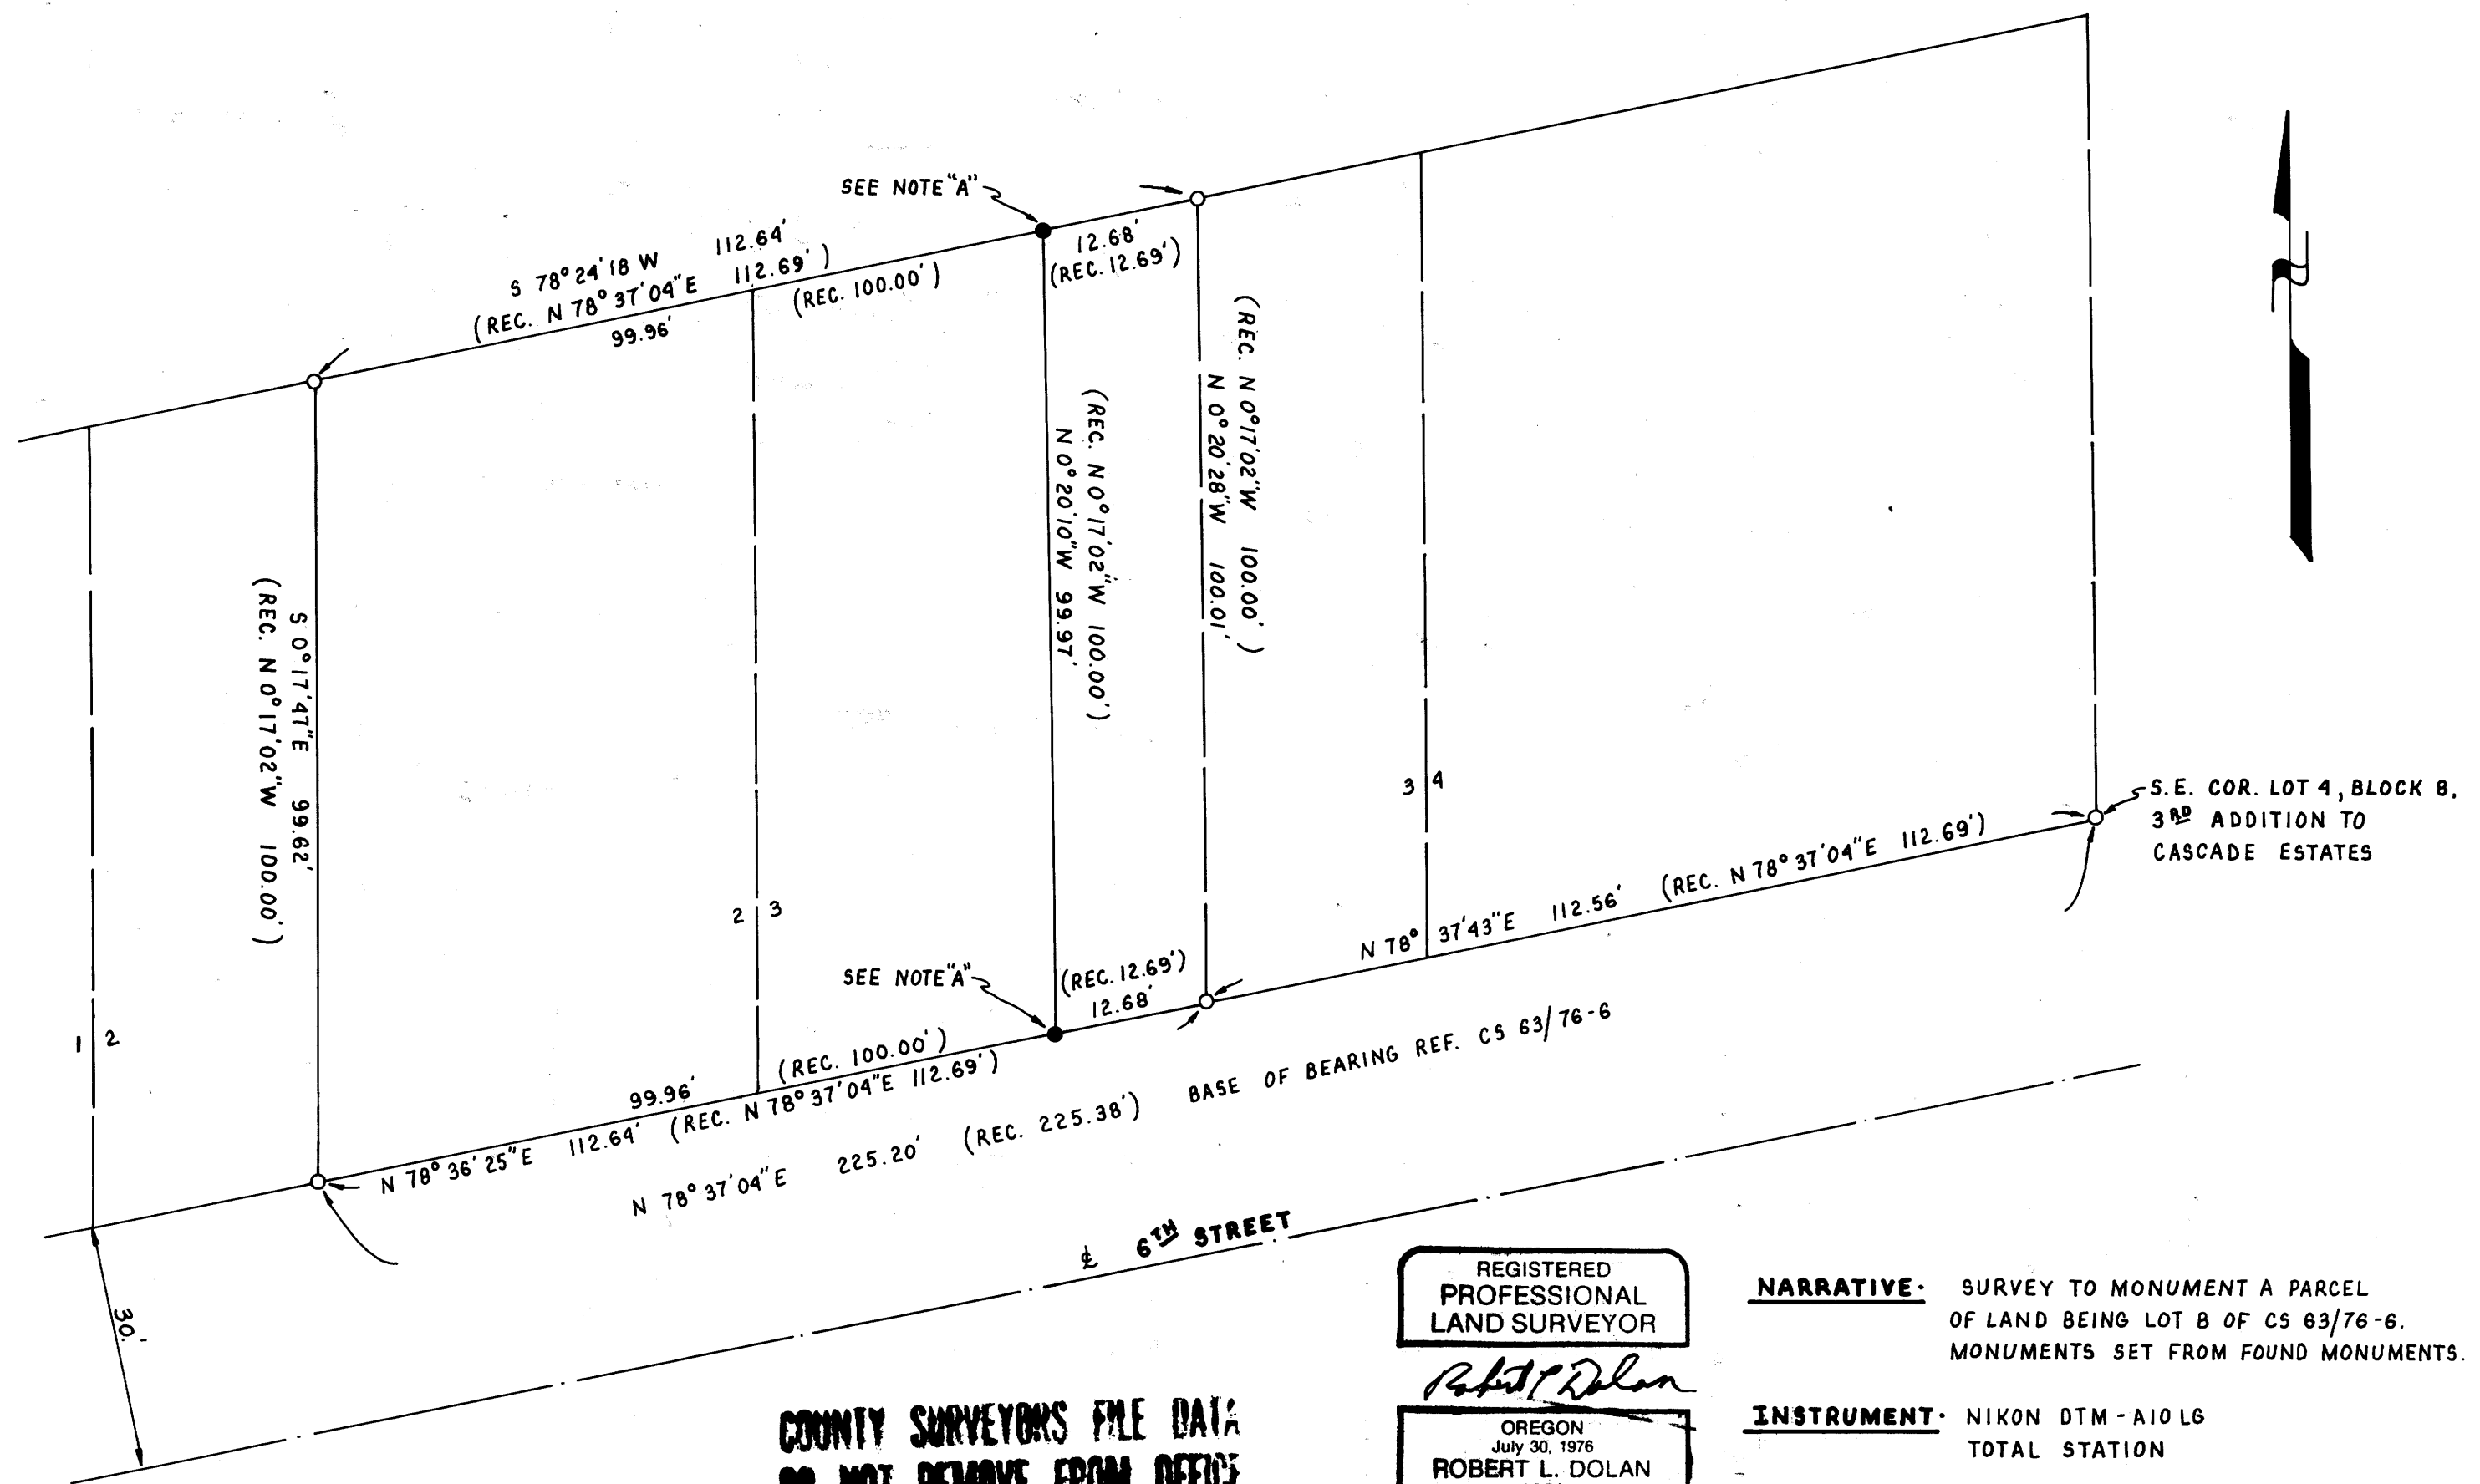 SEE NOTE "A"
S 78° 24' 18 W 112.64'
(REC. N 78° 37' 04" E 112.69')
99.96'
(REC. 100.00')
12.68'
(REC. 12.69')
(REC. N 0° 17' 02" W 100.00')
N 0° 20' 28" W 100.01'
(REC. N 0° 17' 02" W 100.00')
N 0° 20' 10" W 99.97'
S 0° 17' 47" E 99.62'
(REC. N 0° 17' 02" W 100.00')
1 2
2 3
3 4
S.E. COR. LOT 4, BLOCK 8,
3RD ADDITION TO
CASCADE ESTATES
N 78° 37' 43" E 112.56' (REC. N 78° 37' 04" E 112.69')
SEE NOTE "A"
(REC. 12.69')
12.68'
99.96'
(REC. 100.00')
N 78° 36' 25" E 112.64' (REC. N 78° 37' 04" E 112.69')
N 78° 37' 04" E 225.20' (REC. 225.38') BASE OF BEARING REF. CS 63/76-6
℄ 6TH STREET
30.'
REGISTERED
PROFESSIONAL
LAND SURVEYOR
Robert L Dolan
OREGON
July 30, 1976
ROBERT L. DOLAN
NARRATIVE· SURVEY TO MONUMENT A PARCEL
OF LAND BEING LOT B OF CS 63/76-6.
MONUMENTS SET FROM FOUND MONUMENTS.
INSTRUMENT· NIKON DTM-A10 LG
TOTAL STATION
COUNTY SURVEYORS FILE DATA
DO NOT REMOVE FROM OFFICE